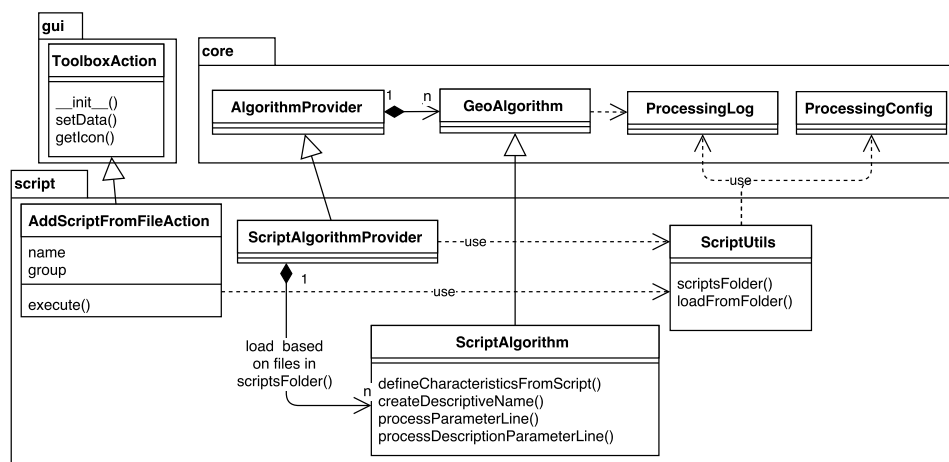 gui
ToolboxAction
__init__()
setData()
getIcon()
core
AlgorithmProvider
1
n
GeoAlgorithm
ProcessingLog
ProcessingConfig
use
script
AddScriptFromFileAction
name
group
execute()
ScriptAlgorithmProvider
1
use
use
ScriptUtils
scriptsFolder()
loadFromFolder()
load based
on files in
scriptsFolder()
n
ScriptAlgorithm
defineCharacteristicsFromScript()
createDescriptiveName()
processParameterLine()
processDescriptionParameterLine()